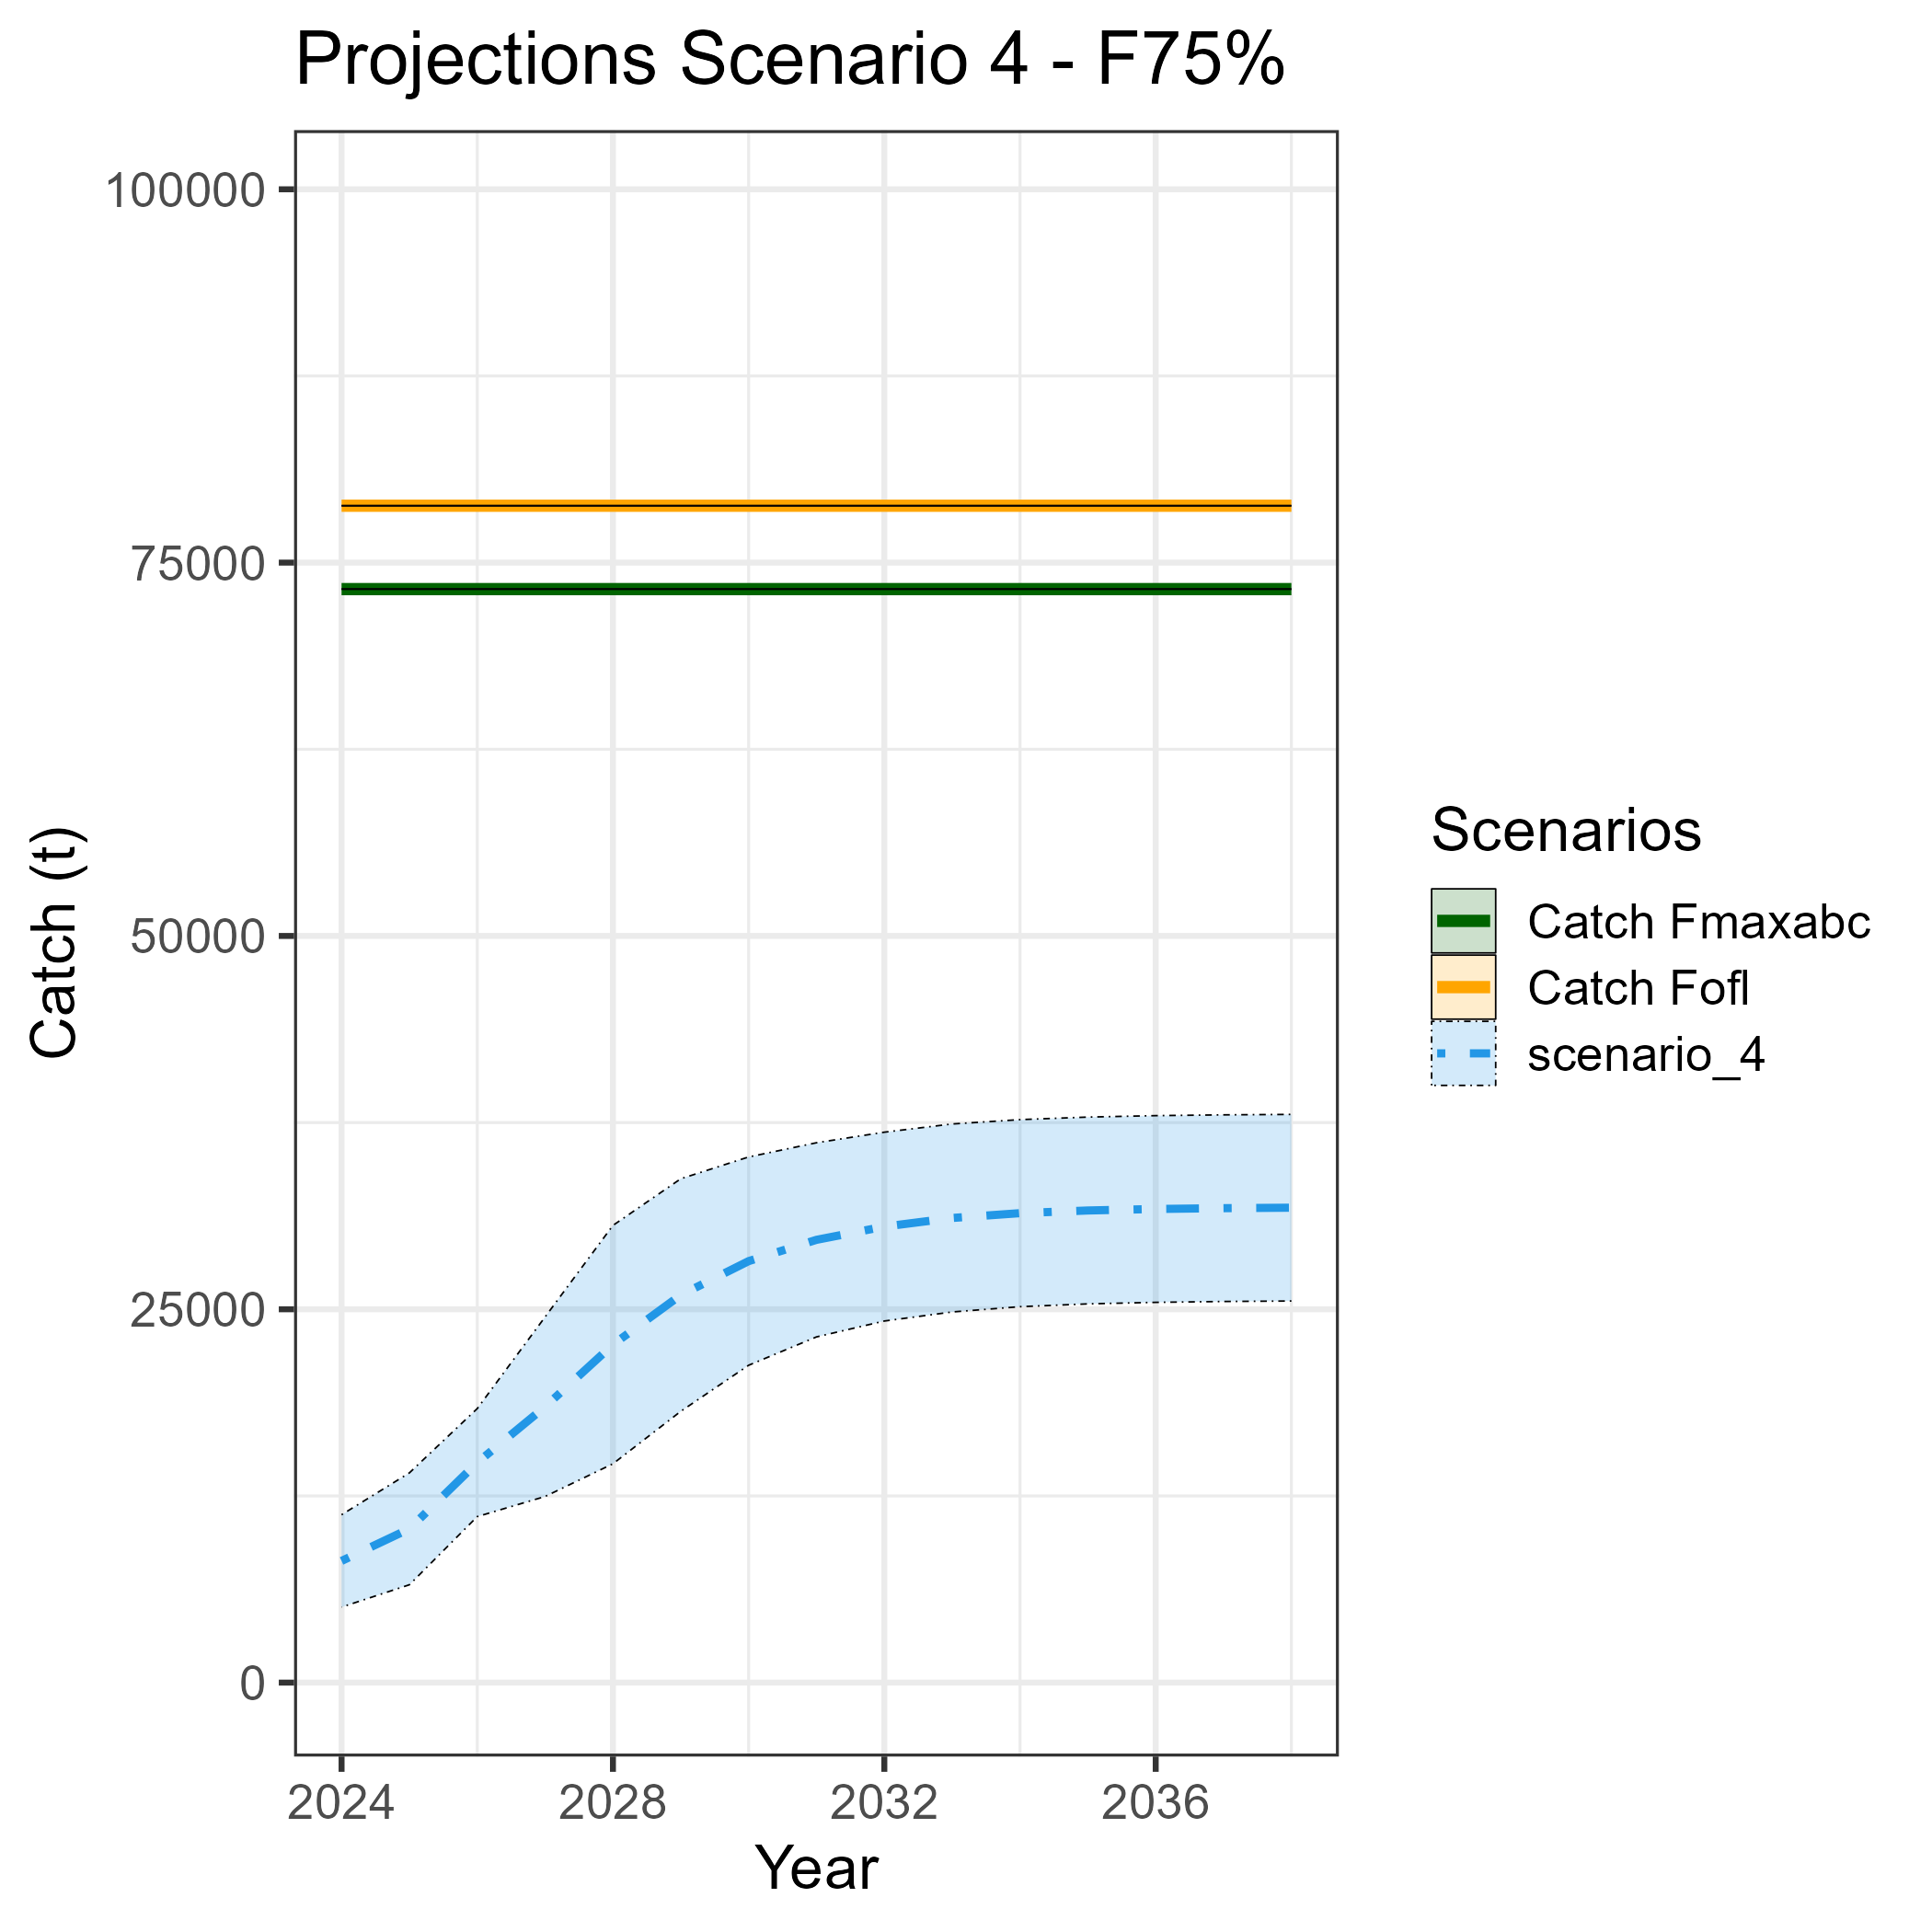 Projections Scenario 4 - F75%
100000
75000
50000
25000
0
Catch (t)
2024 2028 2032 2036
Year
Scenarios
Catch Fmaxabc
Catch Fofl
scenario_4